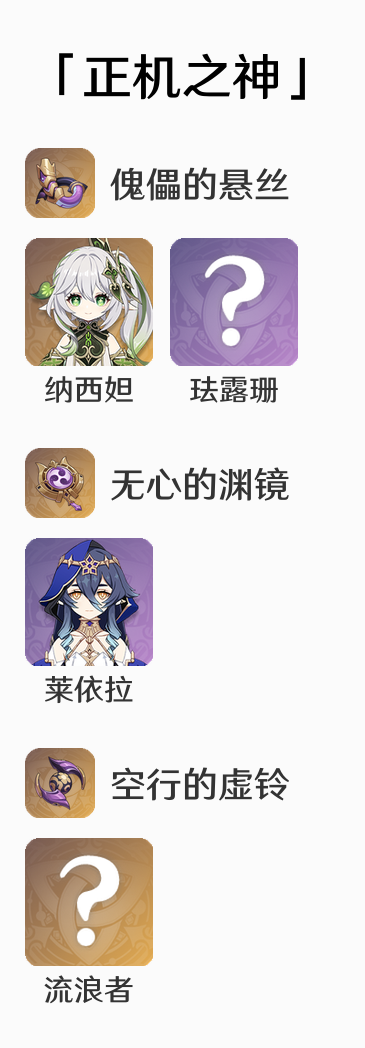 「正机之神」
傀儡的悬丝
纳西妲 珐露珊
无心的渊镜
莱依拉
空行的虚铃
流浪者